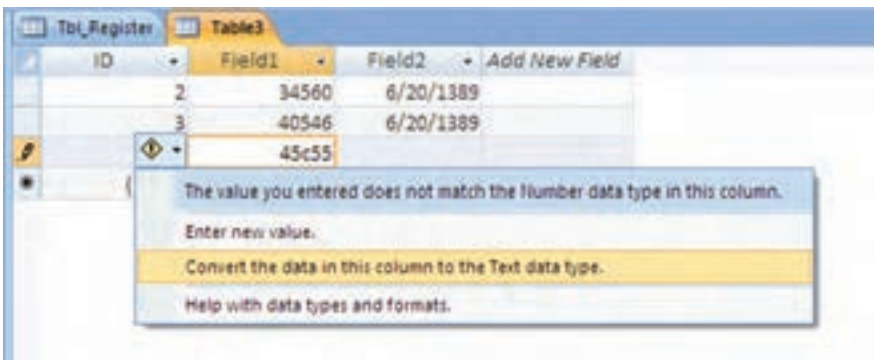 Tbl_Register Table3
ID Field1 Field2 Add New Field
2 34560 6/20/1389
3 40546 6/20/1389
45c55
(
The value you entered does not match the Number data type in this column.
Enter new value.
Convert the data in this column to the Text data type.
Help with data types and formats.